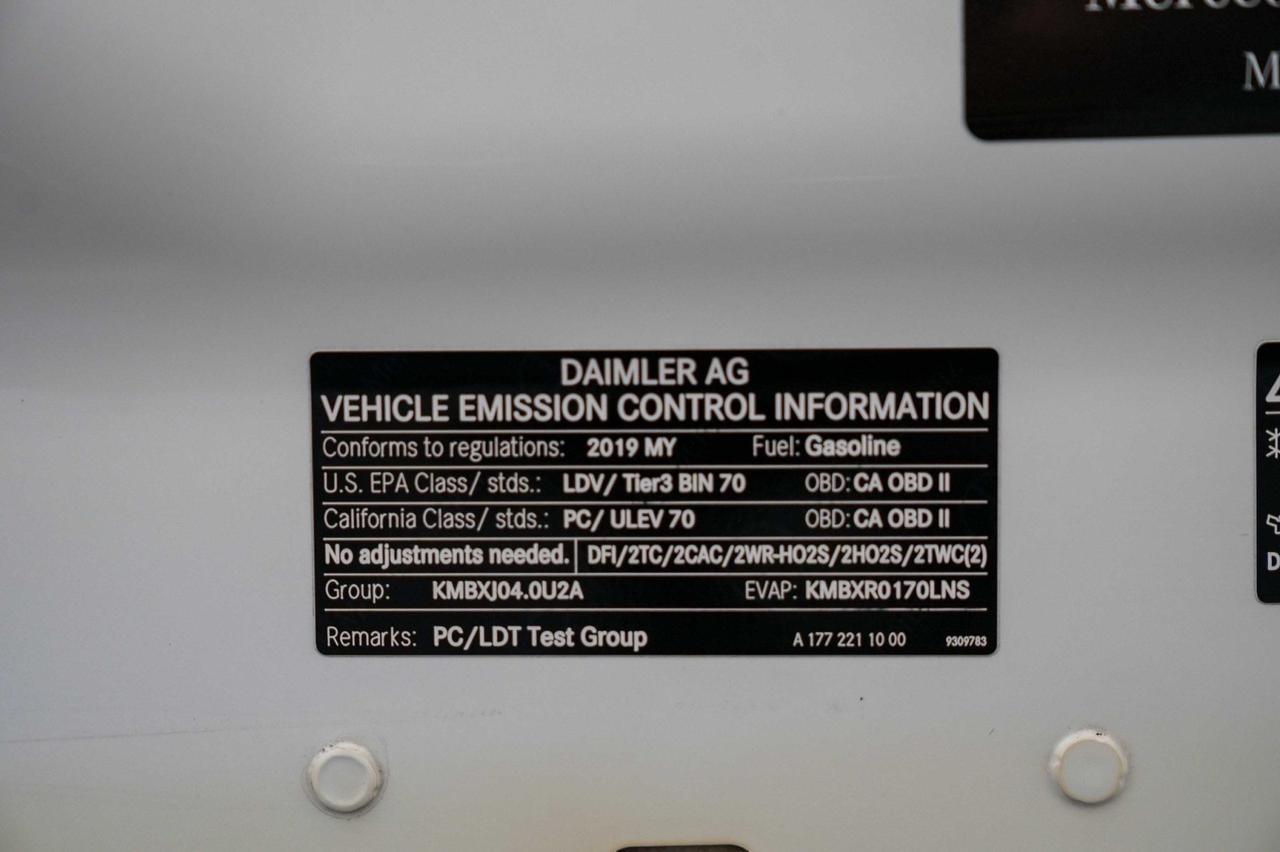 M
DAIMLER AG
VEHICLE EMISSION CONTROL INFORMATION
Conforms to regulations: 2019 MY Fuel: Gasoline
U.S. EPA Class/ stds.: LDV/ Tier3 BIN 70 OBD: CA OBD II
California Class/ stds.: PC/ ULEV 70 OBD: CA OBD II
No adjustments needed. DFI/2TC/2CAC/2WR-HO2S/2HO2S/2TWC(2)
Group: KMBXJ04.0U2A EVAP: KMBXR0170LNS
Remarks: PC/LDT Test Group A 177 221 10 00 9309783
D